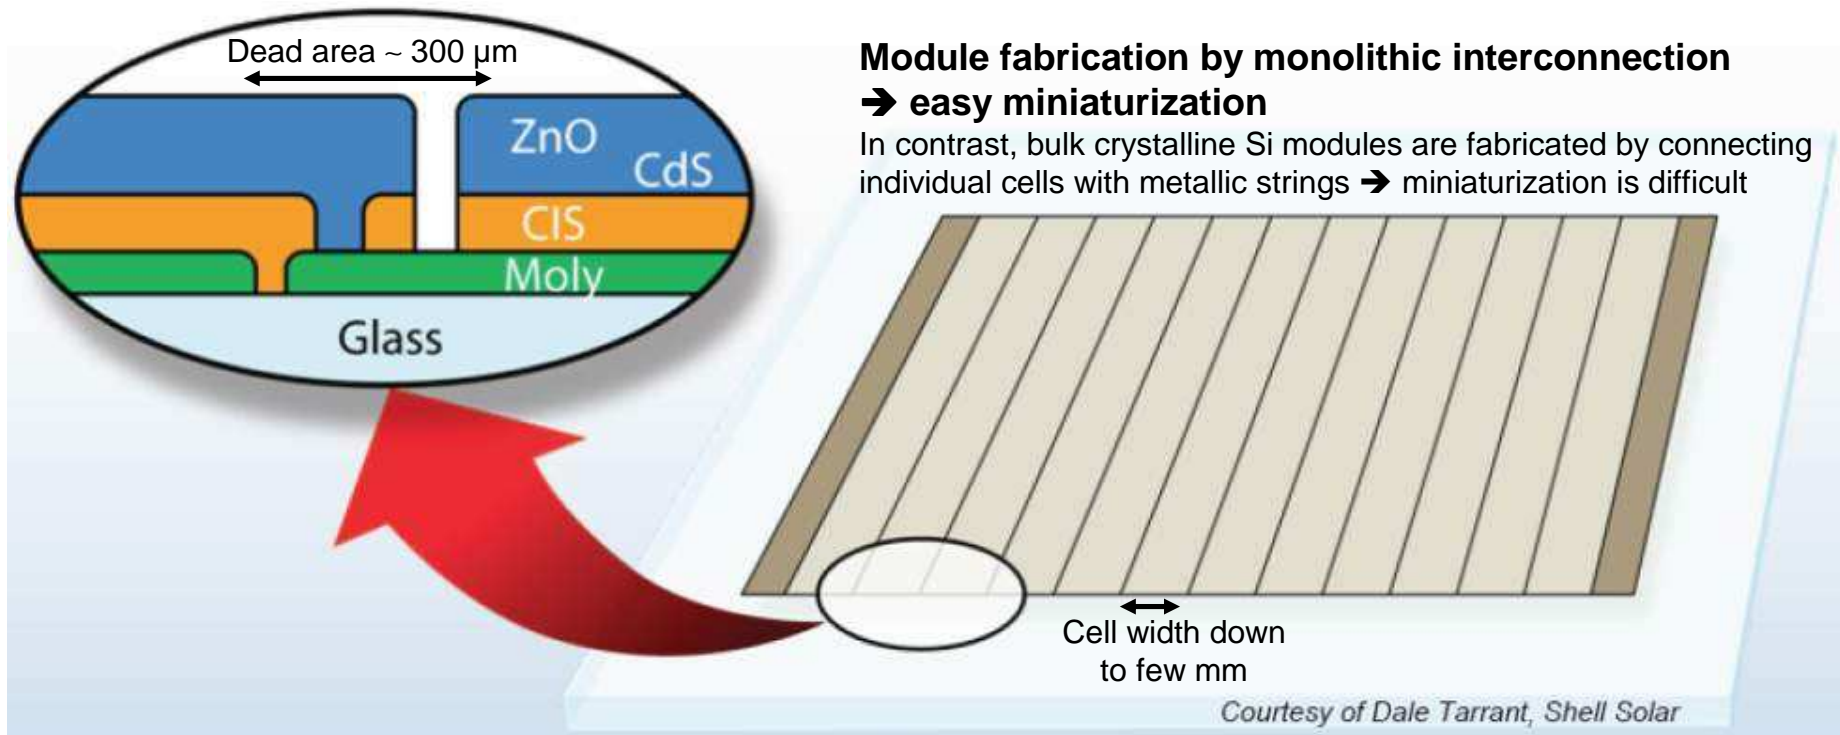 Dead area ~ 300 µm
ZnO
CdS
CIS
Moly
Glass
Module fabrication by monolithic interconnection
➔ easy miniaturization
In contrast, bulk crystalline Si modules are fabricated by connecting
individual cells with metallic strings ➔ miniaturization is difficult
Cell width down
to few mm
Courtesy of Dale Tarrant, Shell Solar